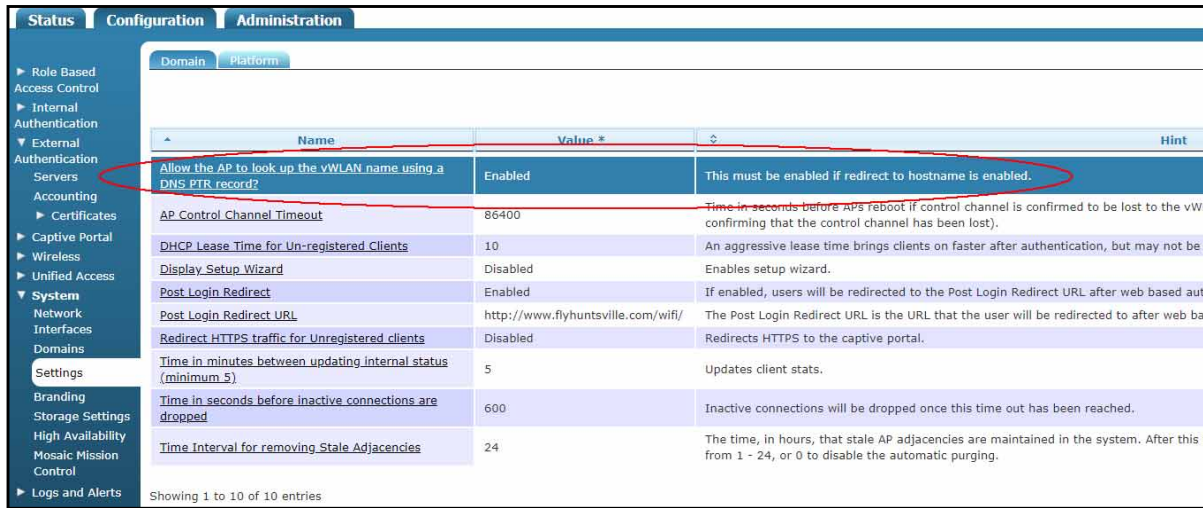 Status Configuration Administration
Domain Platform
Role Based
Access Control
Internal
Authentication
External
Authentication
Servers
Accounting
Certificates
Captive Portal
Wireless
Unified Access
System
Network
Interfaces
Domains
Settings
Branding
Storage Settings
High Availability
Mosaic Mission
Control
Logs and Alerts
Name Value * Hint
Allow the AP to look up the vWLAN name using a
DNS PTR record?
Enabled
This must be enabled if redirect to hostname is enabled.
AP Control Channel Timeout
86400
Time in seconds before APs reboot if control channel is confirmed to be lost to the vW
confirming that the control channel has been lost).
DHCP Lease Time for Un-registered Clients
10
An aggressive lease time brings clients on faster after authentication, but may not be
Display Setup Wizard
Disabled
Enables setup wizard.
Post Login Redirect
Enabled
If enabled, users will be redirected to the Post Login Redirect URL after web based aut
Post Login Redirect URL
http://www.flyhuntsville.com/wifi/
The Post Login Redirect URL is the URL that the user will be redirected to after web ba
Redirect HTTPS traffic for Unregistered clients
Disabled
Redirects HTTPS to the captive portal.
Time in minutes between updating internal status
(minimum 5)
5
Updates client stats.
Time in seconds before inactive connections are
dropped
600
Inactive connections will be dropped once this time out has been reached.
Time Interval for removing Stale Adjacencies
24
The time, in hours, that stale AP adjacencies are maintained in the system. After this
from 1 - 24, or 0 to disable the automatic purging.
Showing 1 to 10 of 10 entries